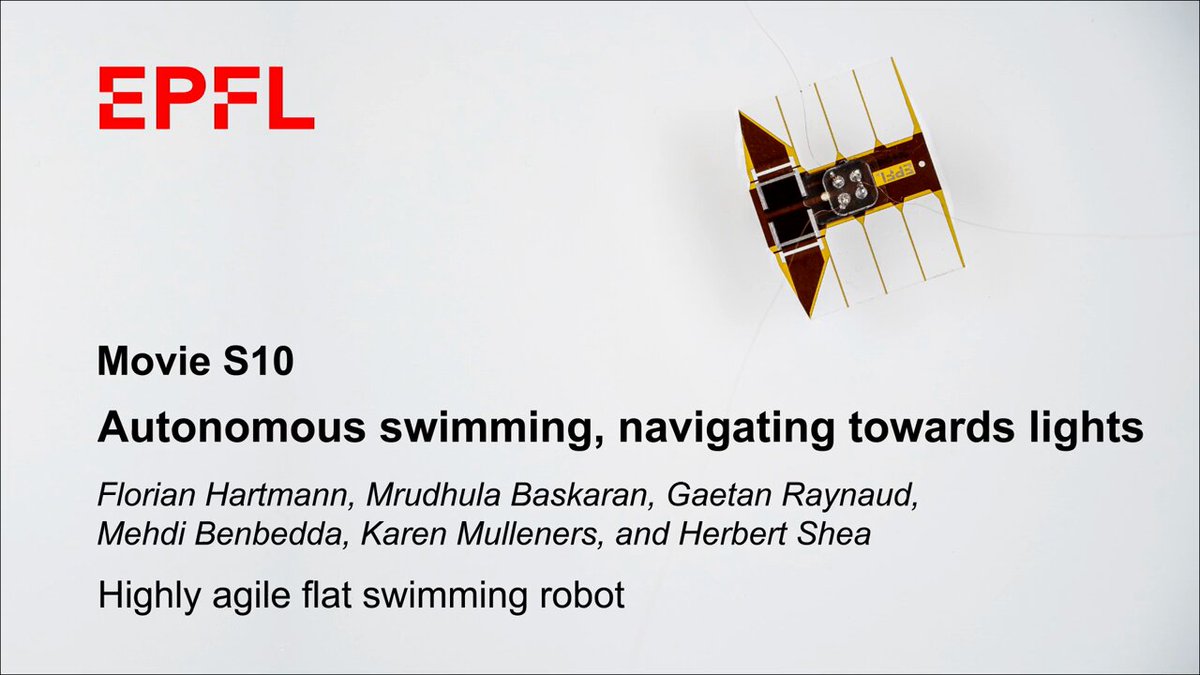 EPFL
EPFL
Movie S10
Autonomous swimming, navigating towards lights
Florian Hartmann, Mrudhula Baskaran, Gaetan Raynaud,
Mehdi Benbedda, Karen Mulleners, and Herbert Shea
Highly agile flat swimming robot